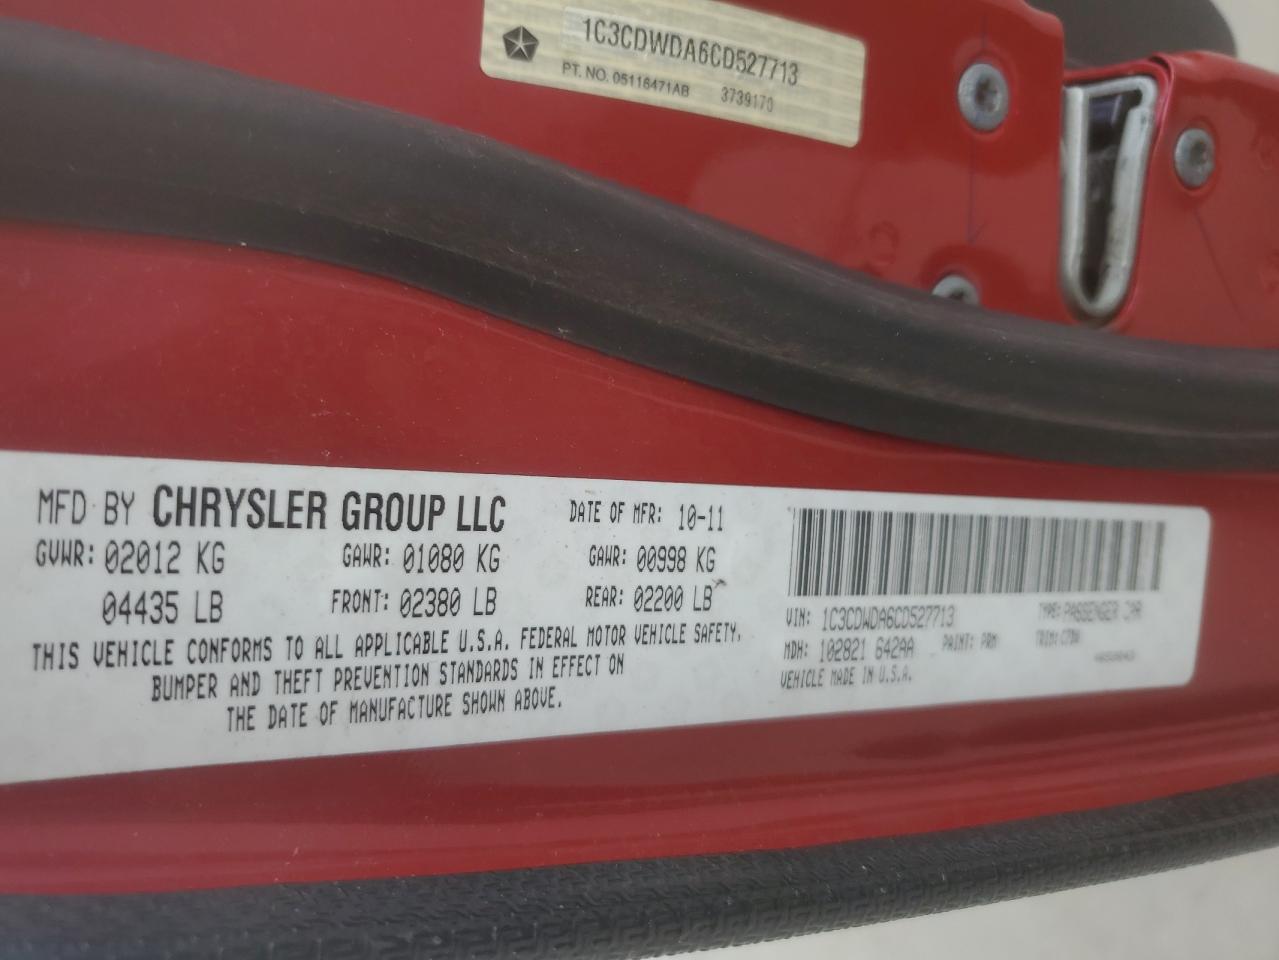 1C3CDWDA6CD527713
PT. NO. 05116471AB 3739170
MFD BY CHRYSLER GROUP LLC DATE OF MFR: 10-11
GVWR: 02012 KG GAWR: 01080 KG GAWR: 00998 KG
04435 LB FRONT: 02380 LB REAR: 02200 LB
THIS VEHICLE CONFORMS TO ALL APPLICABLE U.S.A. FEDERAL MOTOR VEHICLE SAFETY,
BUMPER AND THEFT PREVENTION STANDARDS IN EFFECT ON
THE DATE OF MANUFACTURE SHOWN ABOVE.
VIN: 1C3CDWDA6CD527713 TYPE: PASSENGER CAR
MDH: 102821 642AA PAINT: PRM TRIM:
VEHICLE MADE IN U.S.A.